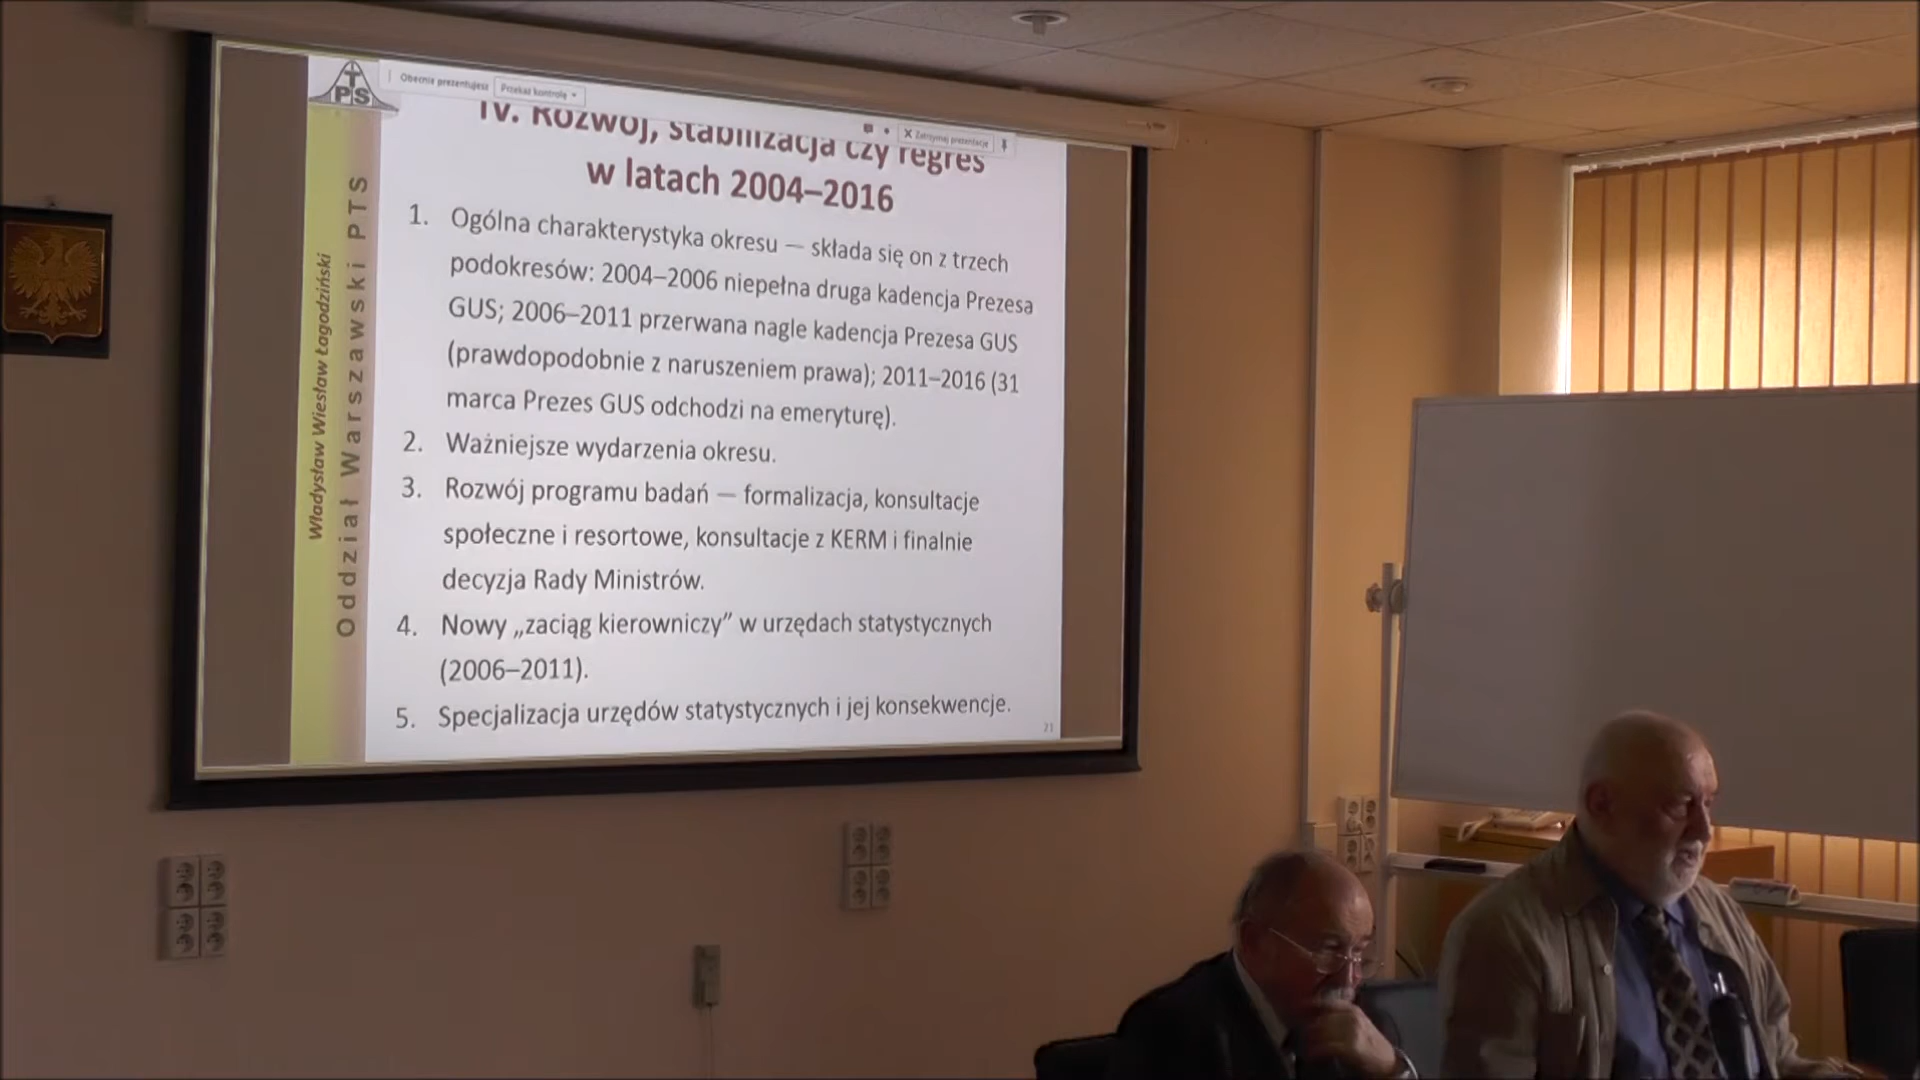 PTS
Obecnie prezentujesz
Przekaż kontrolę
Zatrzymaj prezentację
IV. Rozwój, stabilizacja czy regres
w latach 2004–2016
1. Ogólna charakterystyka okresu — składa się on z trzech
podokresów: 2004–2006 niepełna druga kadencja Prezesa
GUS; 2006–2011 przerwana nagle kadencja Prezesa GUS
(prawdopodobnie z naruszeniem prawa); 2011–2016 (31
marca Prezes GUS odchodzi na emeryturę).
2. Ważniejsze wydarzenia okresu.
3. Rozwój programu badań — formalizacja, konsultacje
społeczne i resortowe, konsultacje z KERM i finalnie
decyzja Rady Ministrów.
4. Nowy „zaciąg kierowniczy” w urzędach statystycznych
(2006–2011).
5. Specjalizacja urzędów statystycznych i jej konsekwencje.
21
Władysław Wiesław Łagodziński
Oddział Warszawski PTS